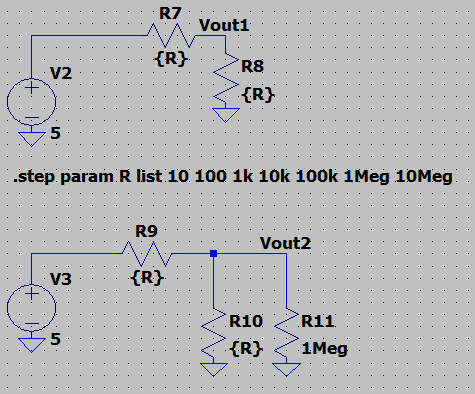 R7
Vout1
{R}
R8
V2
{R}
5
.step param R list 10 100 1k 10k 100k 1Meg 10Meg
R9
Vout2
{R}
V3
R10
R11
5
{R}
1Meg